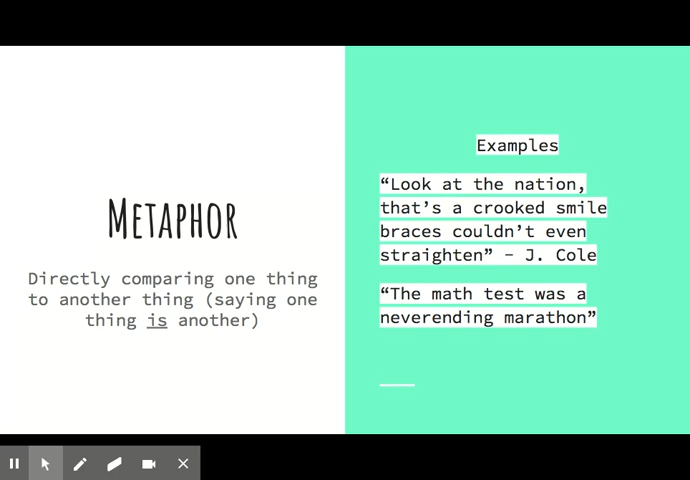 METAPHOR
Directly comparing one thing
to another thing (saying one
thing is another)
Examples
“Look at the nation,
that’s a crooked smile
braces couldn’t even
straighten” - J. Cole
“The math test was a
neverending marathon”